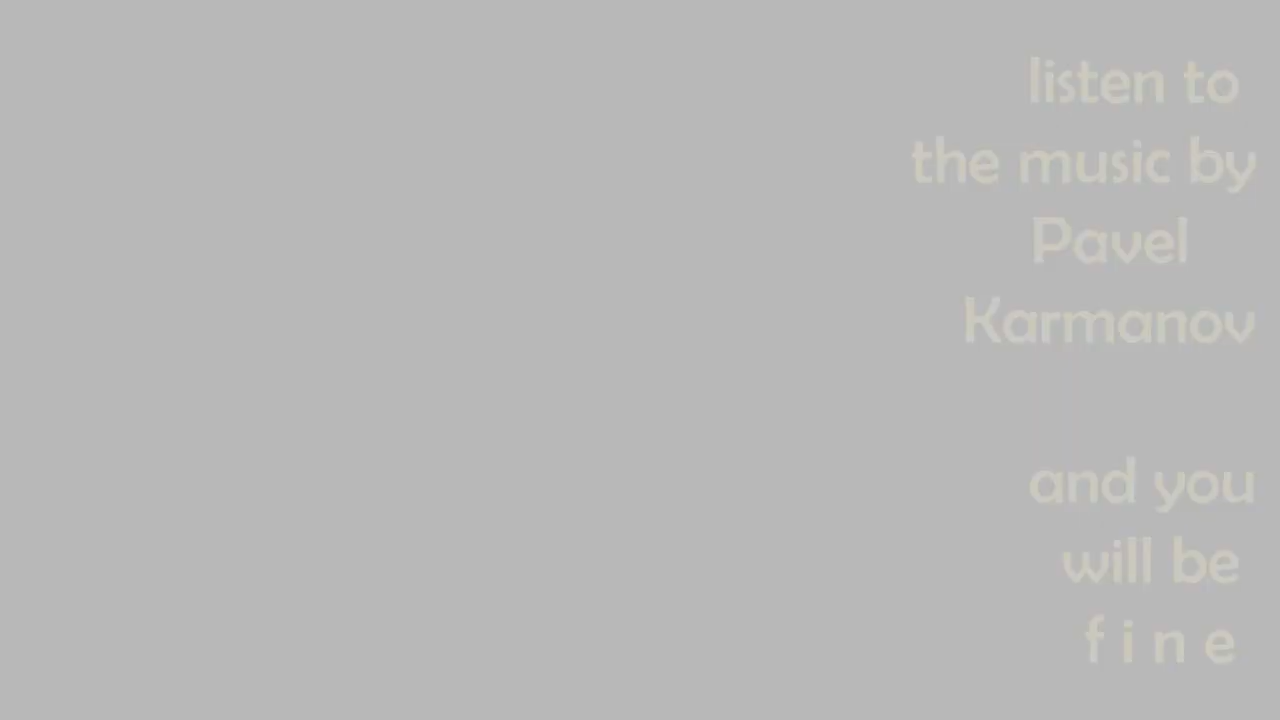 listen to
the music by
Pavel
Karmanov
and you
will be
f i n e